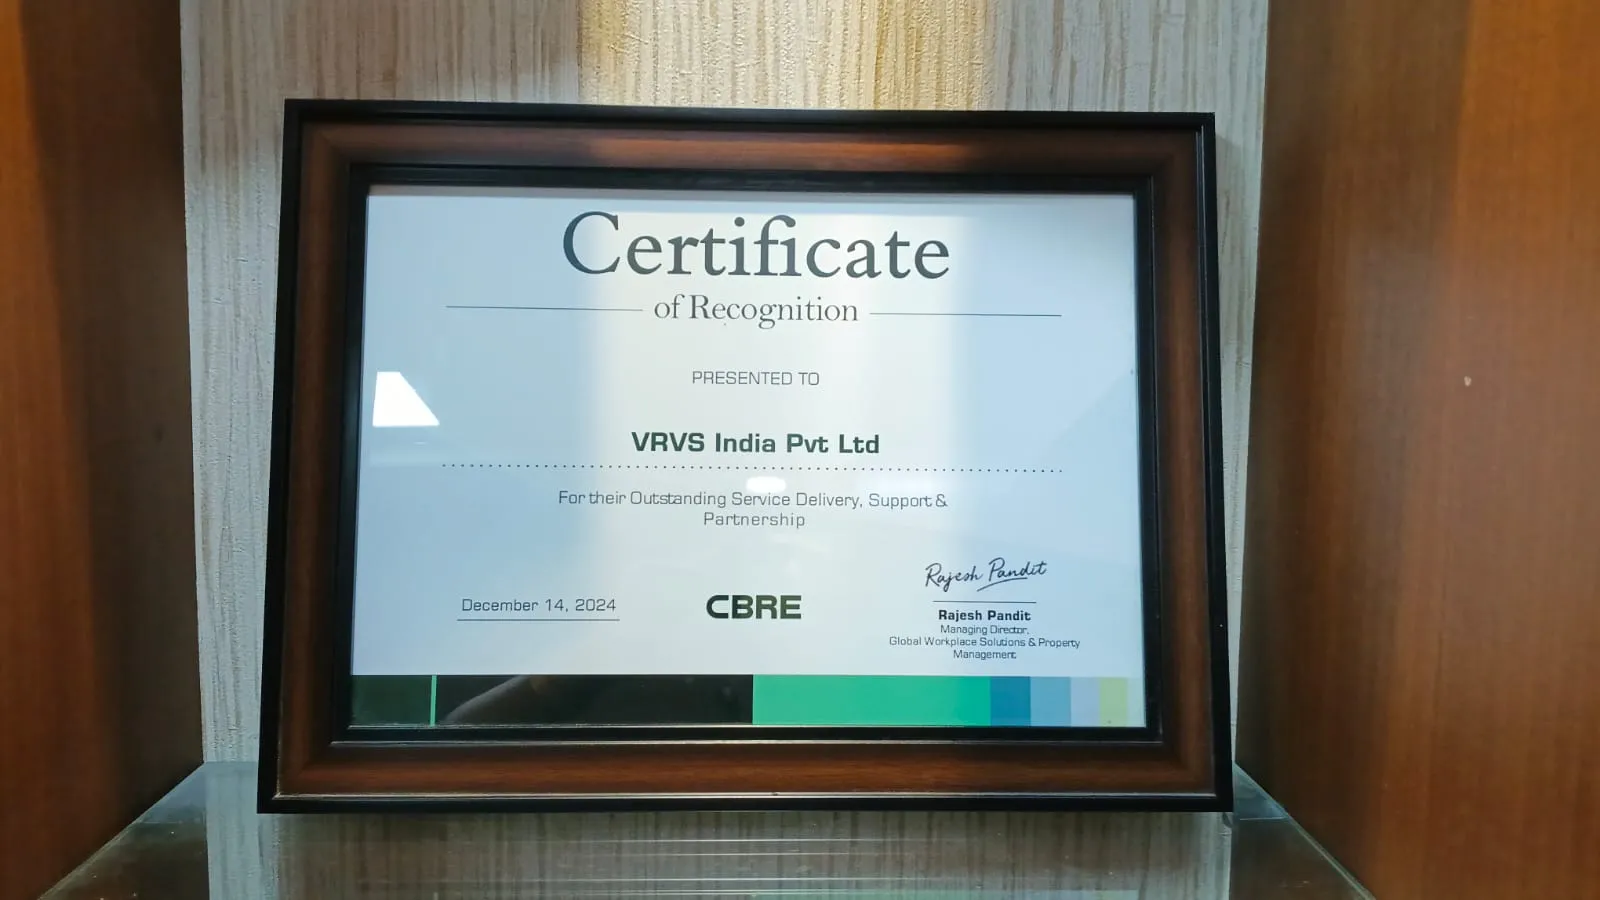 Certificate
of Recognition
PRESENTED TO
VRVS India Pvt Ltd
For their Outstanding Service Delivery, Support &
Partnership
Rajesh Pandit
December 14, 2024
CBRE
Rajesh Pandit
Managing Director,
Global Workplace Solutions & Property
Management